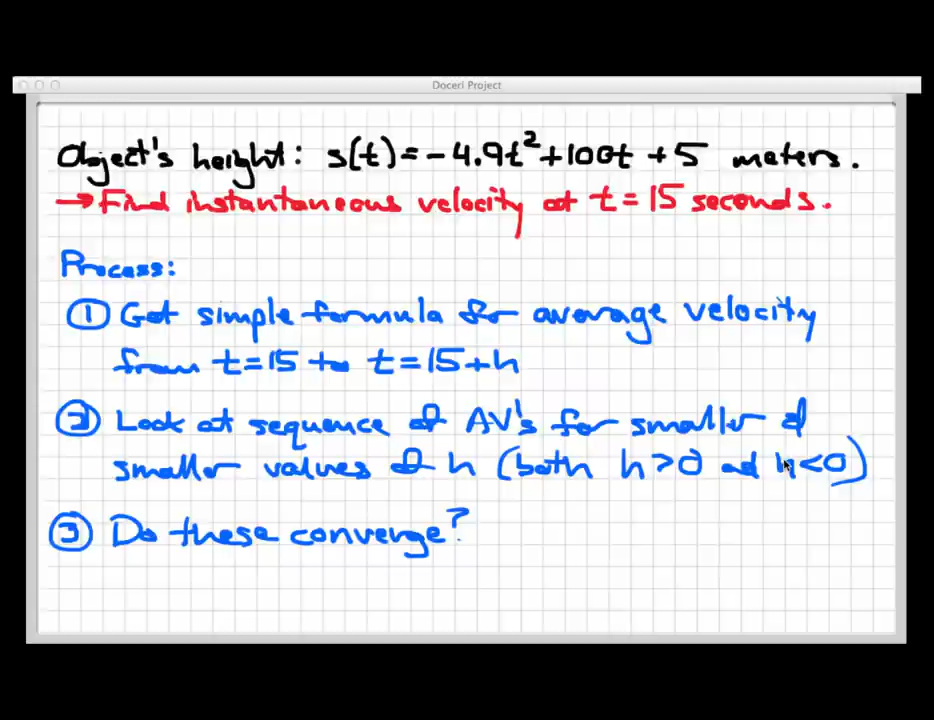 Doceri Project
Object's height: s(t) = -4.9t² + 100t + 5 meters.
→ Find instantaneous velocity at t = 15 seconds.
Process:
① Get simple formula for average velocity
from t = 15 to t = 15 + h
② Look at sequence of AV's for smaller &
smaller values of h (both h > 0 ad h < 0)
③ Do these converge?